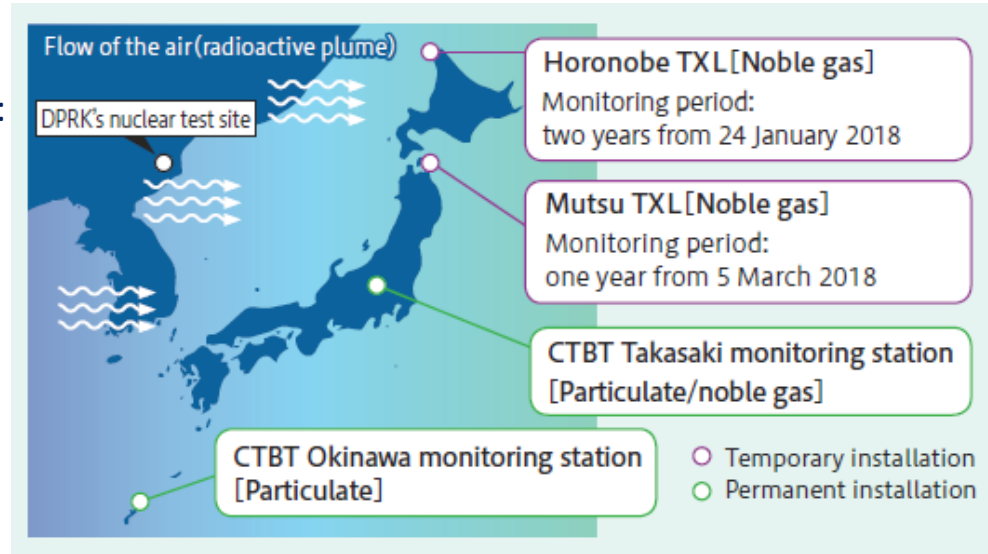 Flow of the air(radioactive plume)
:
DPRK's nuclear test site
Horonobe TXL[Noble gas]
Monitoring period:
two years from 24 January 2018
Mutsu TXL[Noble gas]
Monitoring period:
one year from 5 March 2018
CTBT Takasaki monitoring station
[Particulate/noble gas]
CTBT Okinawa monitoring station
[Particulate]
Temporary installation
Permanent installation